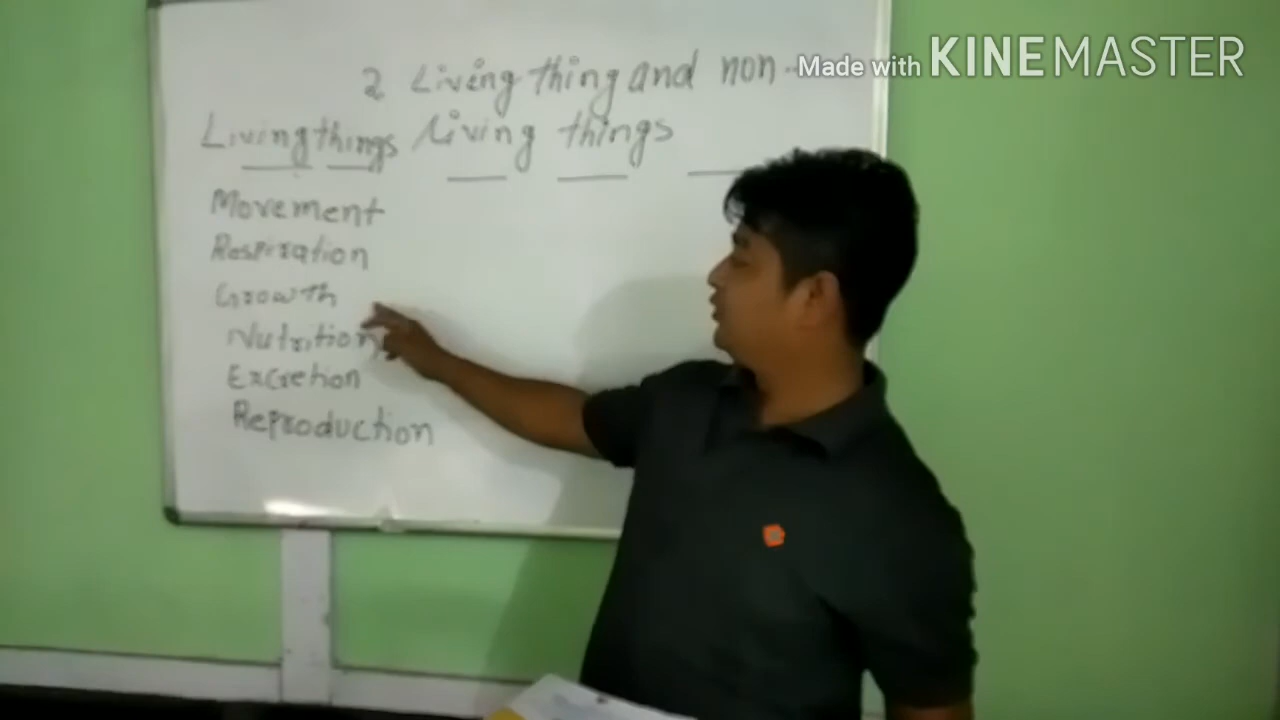 Made with KINEMASTER
2 Living thing and non-
Living things living things
Movement
Respiration
Growth
Nutrition
Excretion
Reproduction